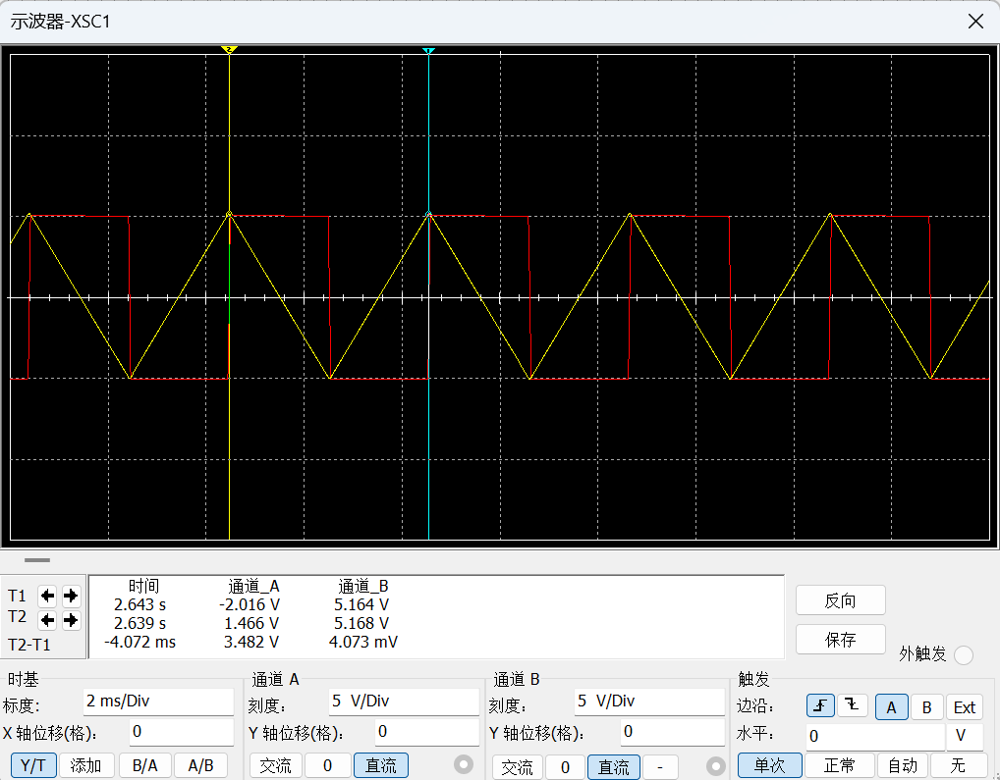 示波器-XSC1
2
1
时间 通道_A 通道_B
T1 2.643 s -2.016 V 5.164 V
T2 2.639 s 1.466 V 5.168 V
T2-T1 -4.072 ms 3.482 V 4.073 mV
反向
保存
外触发
时基
标度: 2 ms/Div
X 轴位移(格): 0
Y/T 添加 B/A A/B
通道 A
刻度: 5 V/Div
Y 轴位移(格): 0
交流 0 直流
通道 B
刻度: 5 V/Div
Y 轴位移(格): 0
交流 0 直流 -
触发
边沿: A B Ext
水平: 0 V
单次 正常 自动 无